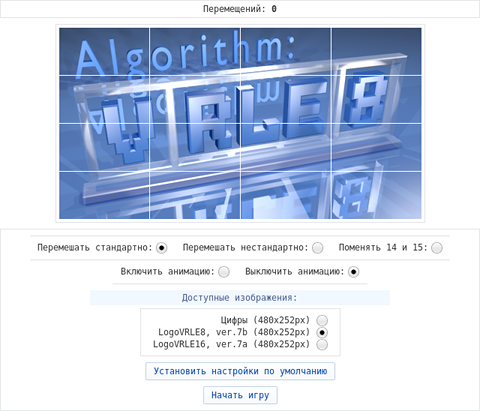 Перемещений: 0
Algorithm:
VRLE8
Перемешать стандартно: Перемешать нестандартно: Поменять 14 и 15:
Включить анимацию: Выключить анимацию:
Доступные изображения:
Цифры (480x252px)
LogoVRLE8, ver.7b (480x252px)
LogoVRLE16, ver.7a (480x252px)
Установить настройки по умолчанию
Начать игру